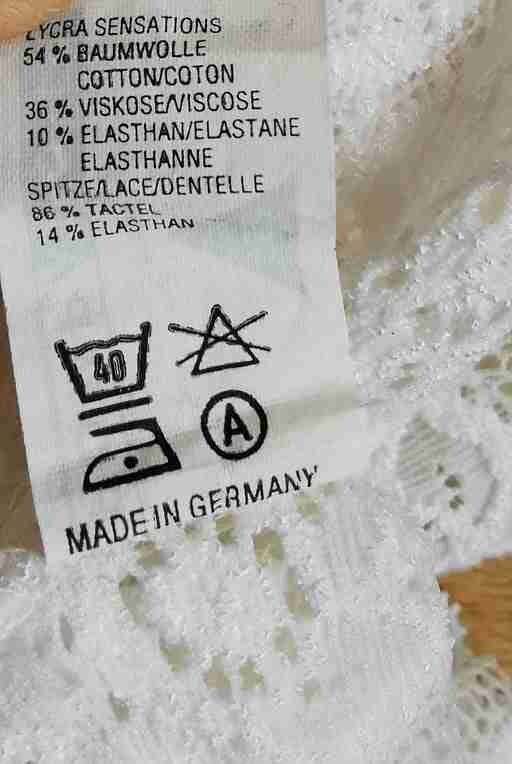 LYCRA SENSATIONS
54 % BAUMWOLLE
COTTON/COTON
36 % VISKOSE/VISCOSE
10 % ELASTHAN/ELASTANE
ELASTHANNE
SPITZE/LACE/DENTELLE
86 % TACTEL
14 % ELASTHAN
40
A
MADE IN GERMANY